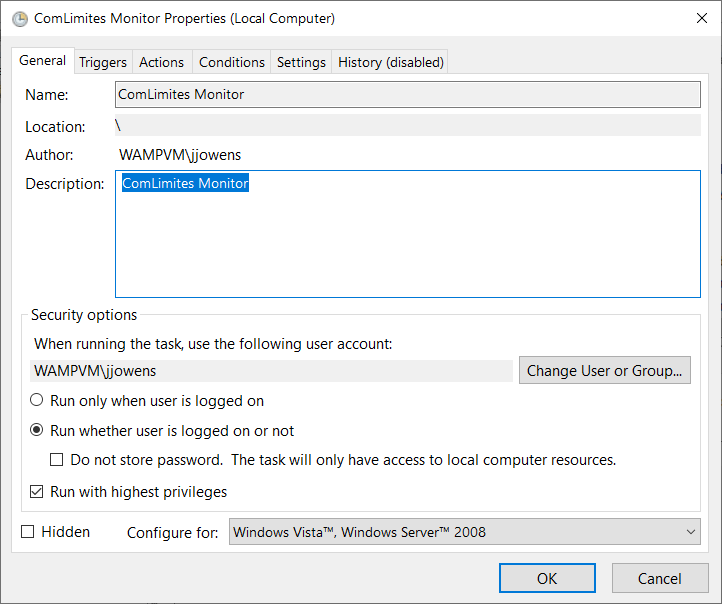 ComLimites Monitor Properties (Local Computer)
General Triggers Actions Conditions Settings History (disabled)
Name: ComLimites Monitor
Location: \
Author: WAMPVM\jjowens
Description: ComLimites Monitor
Security options
When running the task, use the following user account:
WAMPVM\jjowens Change User or Group...
Run only when user is logged on
Run whether user is logged on or not
Do not store password. The task will only have access to local computer resources.
Run with highest privileges
Hidden Configure for: Windows Vista™, Windows Server™ 2008
OK Cancel